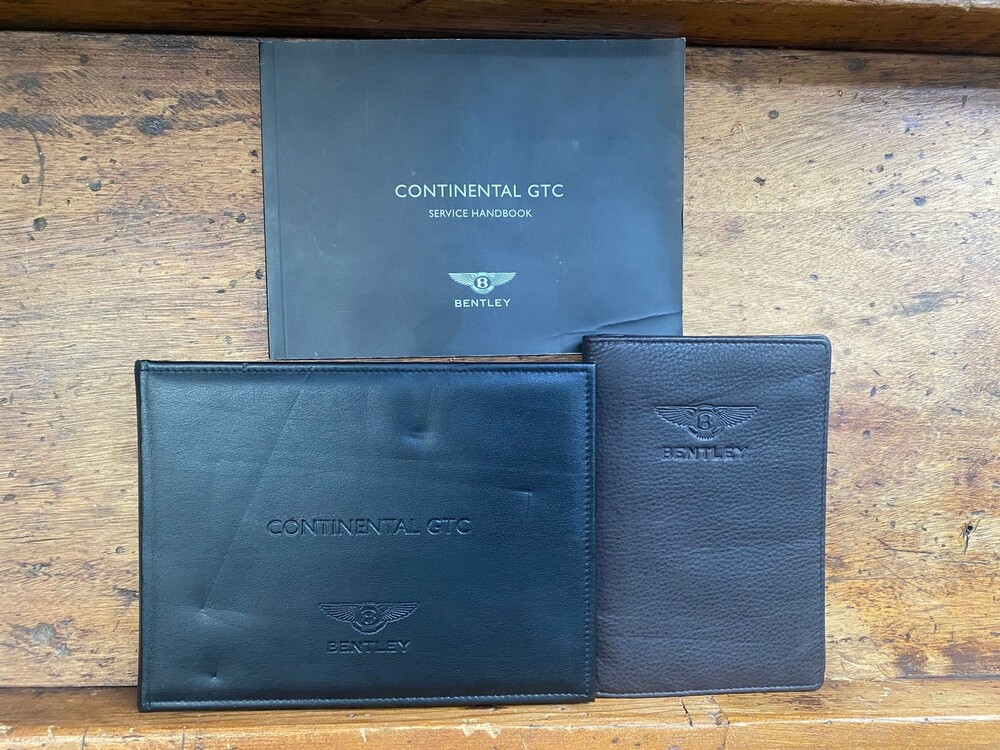 CONTINENTAL GTC
SERVICE HANDBOOK
B
BENTLEY
CONTINENTAL GTC
B
BENTLEY
B
BENTLEY